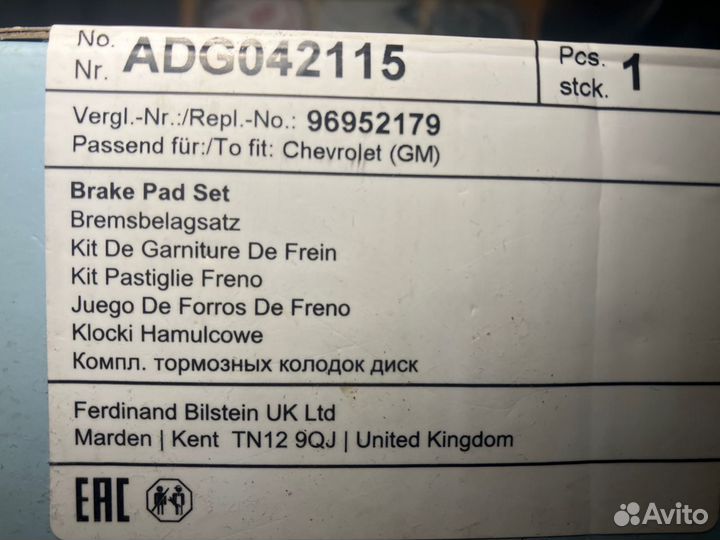 No.
Nr. ADG042115
Pcs.
stck. 1
Vergl.-Nr.:/Repl.-No.: 96952179
Passend für:/To fit: Chevrolet (GM)
Brake Pad Set
Bremsbelagsatz
Kit De Garniture De Frein
Kit Pastiglie Freno
Juego De Forros De Freno
Klocki Hamulcowe
Компл. тормозных колодок диск
Ferdinand Bilstein UK Ltd
Marden | Kent TN12 9QJ | United Kingdom
EAC
Avito